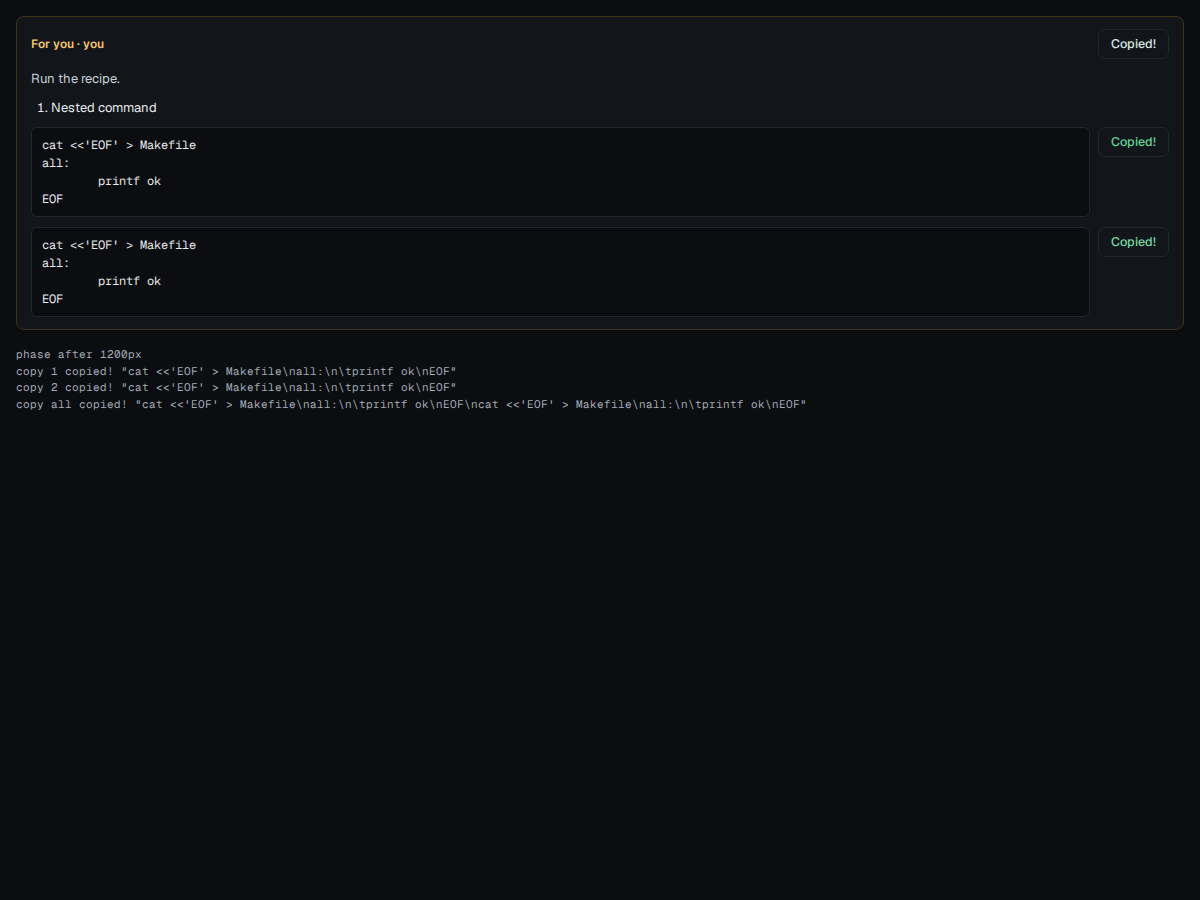 For you · you
Copied!
Run the recipe.
1. Nested command
cat <<'EOF' > Makefile
all:
	printf ok
EOF
Copied!
cat <<'EOF' > Makefile
all:
	printf ok
EOF
Copied!
phase after 1200px
copy 1 copied! "cat <<'EOF' > Makefile\nall:\n\tprintf ok\nEOF"
copy 2 copied! "cat <<'EOF' > Makefile\nall:\n\tprintf ok\nEOF"
copy all copied! "cat <<'EOF' > Makefile\nall:\n\tprintf ok\nEOF\ncat <<'EOF' > Makefile\nall:\n\tprintf ok\nEOF"